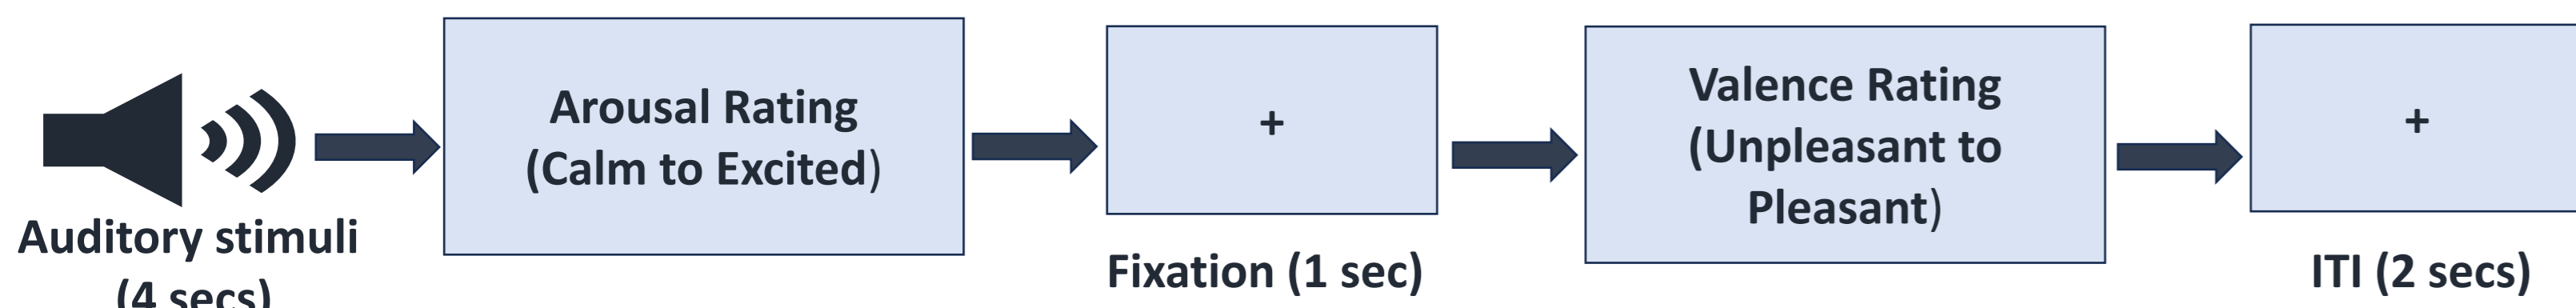 Auditory stimuli
(4 secs)
Arousal Rating
(Calm to Excited)
+
Fixation (1 sec)
Valence Rating
(Unpleasant to
Pleasant)
+
ITI (2 secs)